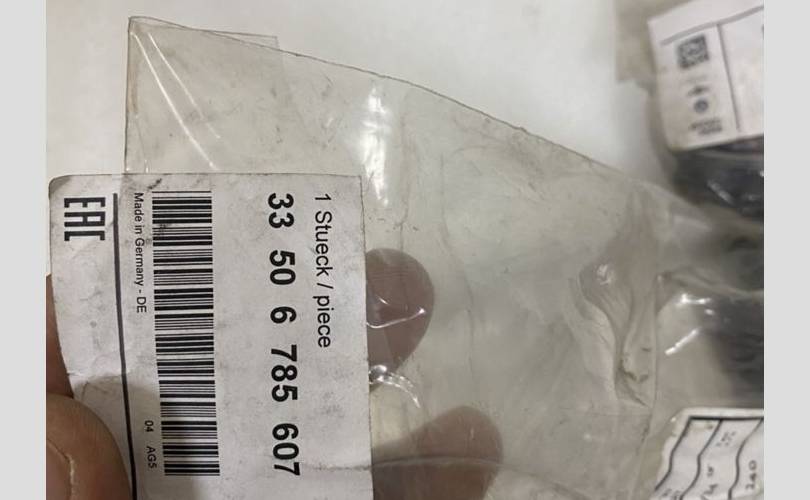 1 Stueck / piece
33 50 6 785 607
Made in Germany - DE
04 AG5
EAC